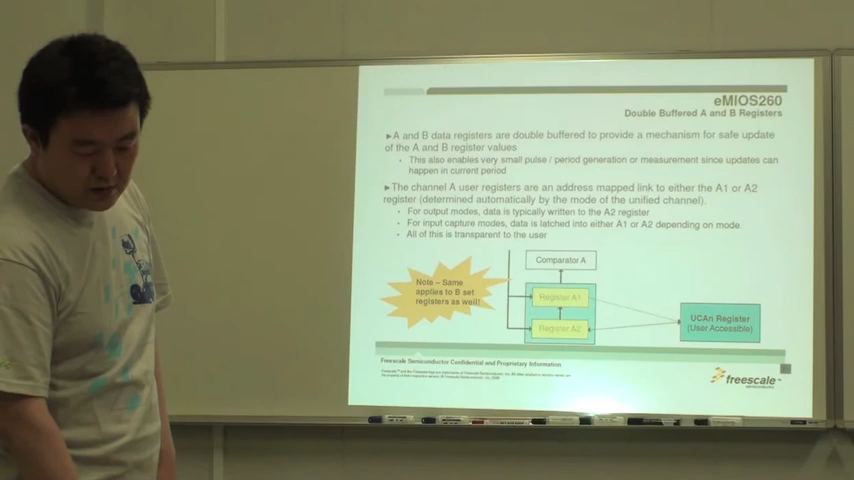 eMIOS260
Double Buffered A and B Registers
►A and B data registers are double buffered to provide a mechanism for safe update
of the A and B register values
• This also enables very small pulse / period generation or measurement since updates can
happen in current period
►The channel A user registers are an address mapped link to either the A1 or A2
register (determined automatically by the mode of the unified channel).
• For output modes, data is typically written to the A2 register
• For input capture modes, data is latched into either A1 or A2 depending on mode
• All of this is transparent to the user
Comparator A
Note – Same
applies to B set
registers as well!
Register A1
Register A2
UCAn Register
(User Accessible)
Freescale Semiconductor Confidential and Proprietary Information
freescale™
semiconductor